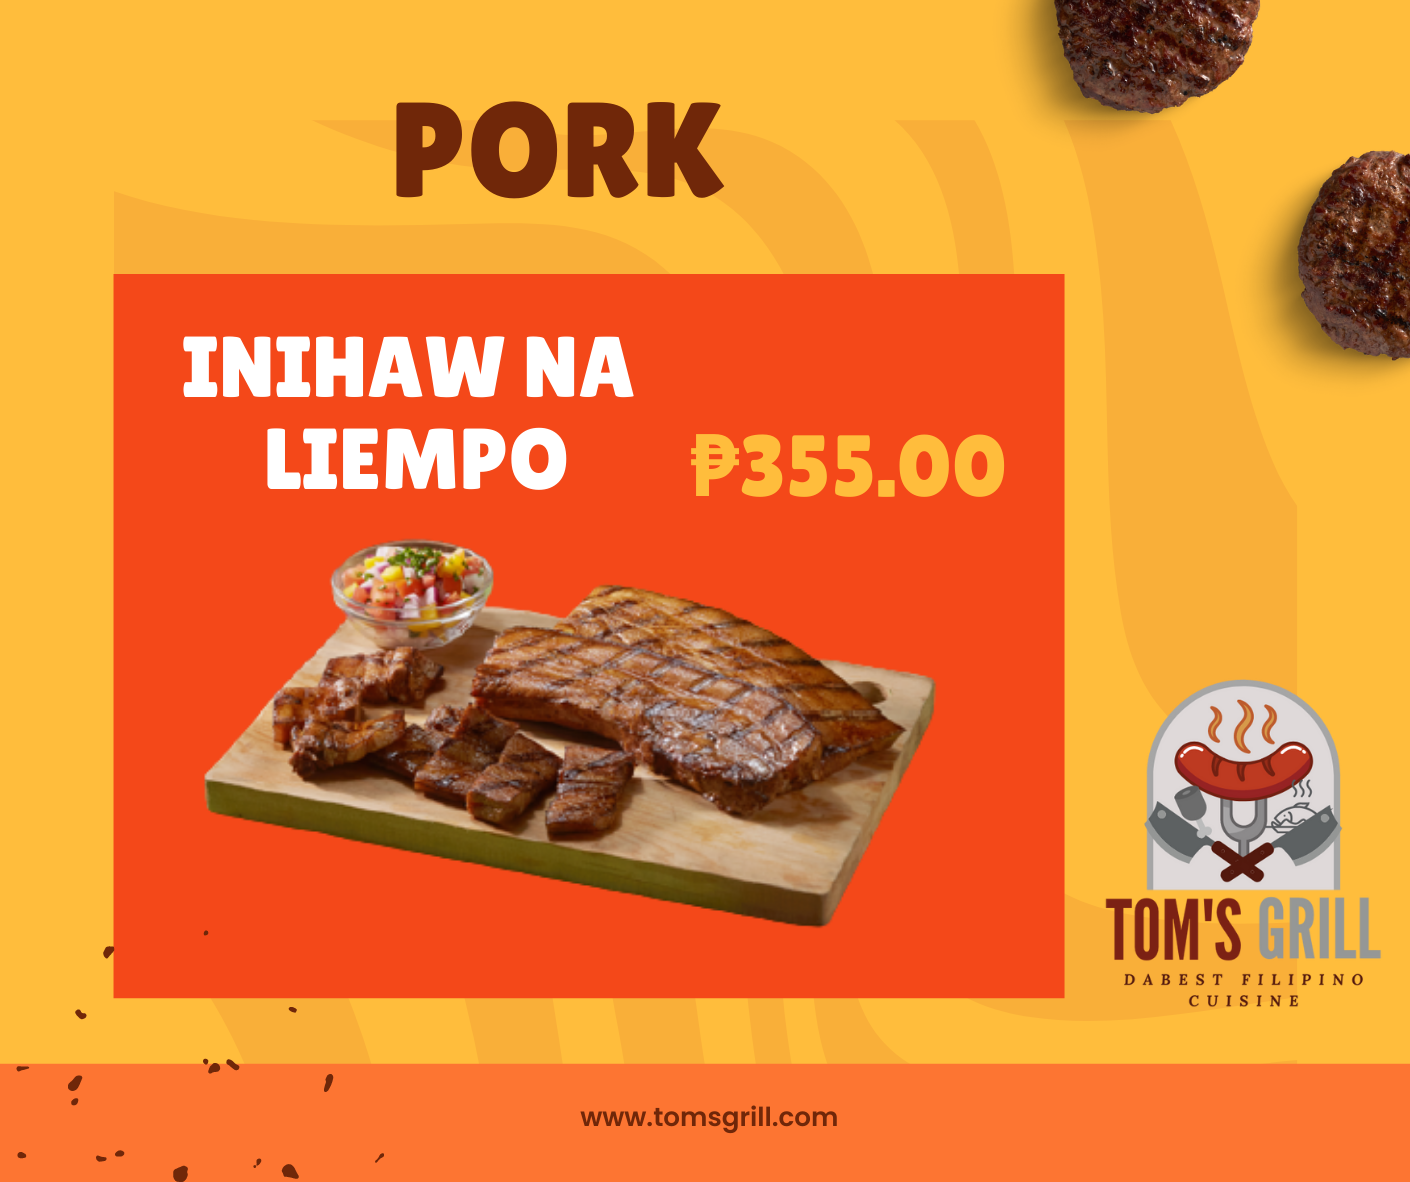 PORK
INIHAW NA
LIEMPO
₱355.00
TOM'S GRILL
DABEST FILIPINO
CUISINE
www.tomsgrill.com